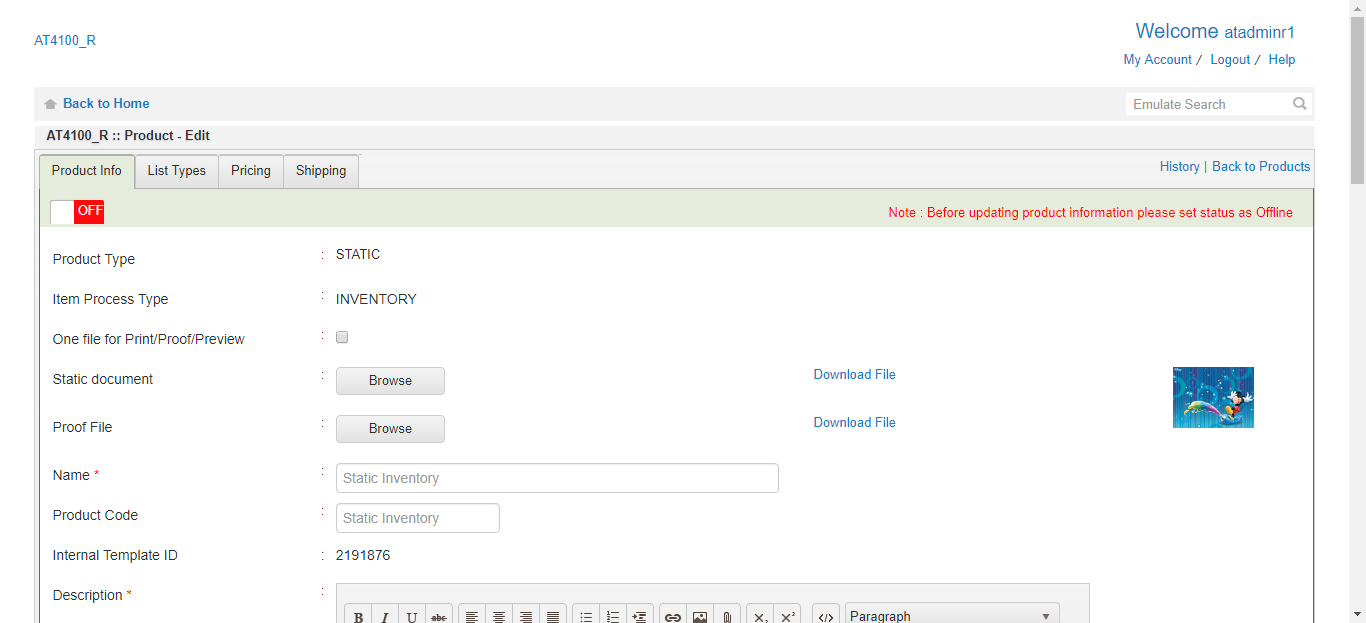 Welcome atadminr1
AT4100_R
My Account / Logout / Help
Back to Home
Emulate Search
AT4100_R :: Product - Edit
Product Info List Types Pricing Shipping
History | Back to Products
OFF
Note : Before updating product information please set status as Offline
Product Type : STATIC
Item Process Type : INVENTORY
One file for Print/Proof/Preview :
Static document : Browse Download File
Proof File : Browse Download File
Name * : Static Inventory
Product Code : Static Inventory
Internal Template ID : 2191876
Description * :
B I U abc X₂ X² </> Paragraph